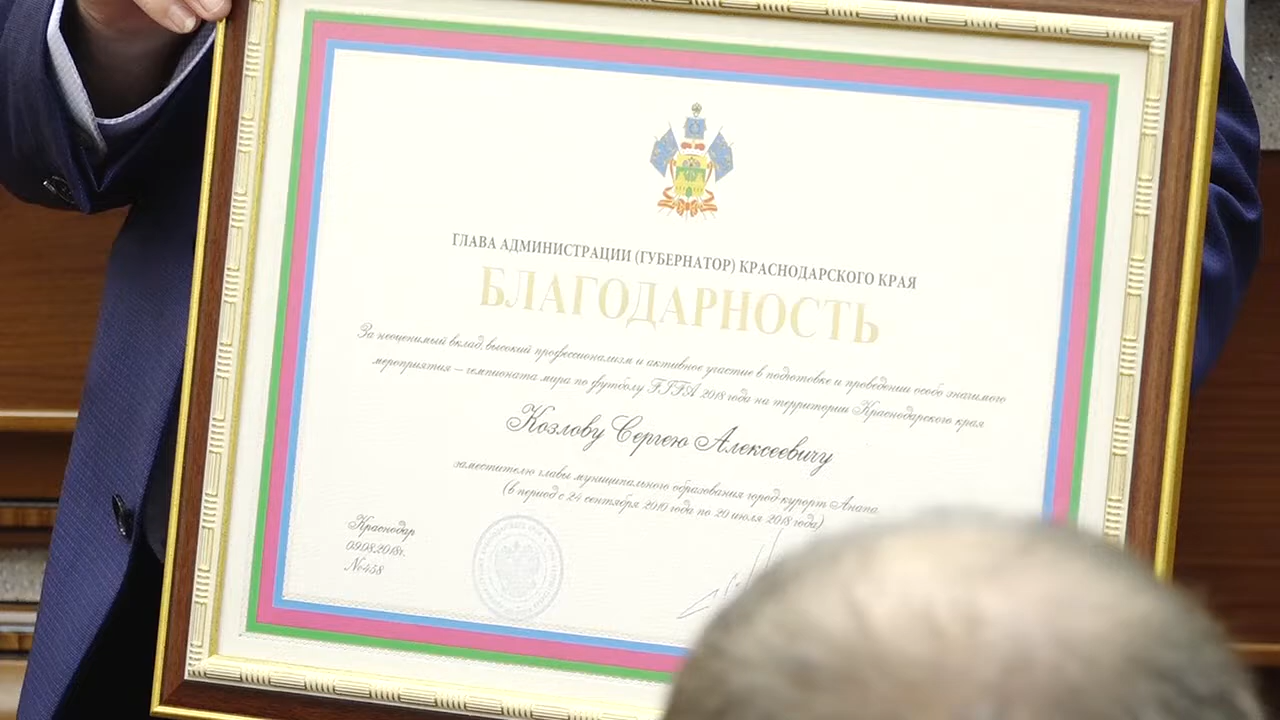 ГЛАВА АДМИНИСТРАЦИИ (ГУБЕРНАТОР) КРАСНОДАРСКОГО КРАЯ
БЛАГОДАРНОСТЬ
За неоценимый вклад, высокий профессионализм и активное участие в подготовке и проведении особо значимого
мероприятия – чемпионата мира по футболу FIFA 2018 года на территории Краснодарского края
Козлову Сергею Алексеевичу
заместителю главы муниципального образования город-курорт Анапа
(в период с 24 сентября 2016 года по 20 июля 2018 года)
Краснодар
09.08.2018г.
№458